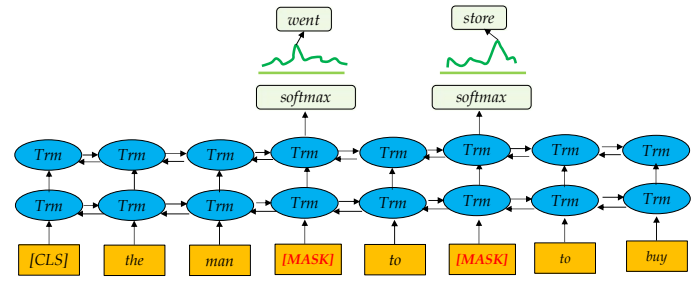 went store
softmax softmax
Trm Trm Trm Trm Trm Trm Trm Trm
Trm Trm Trm Trm Trm Trm Trm Trm
[CLS] the man [MASK] to [MASK] to buy